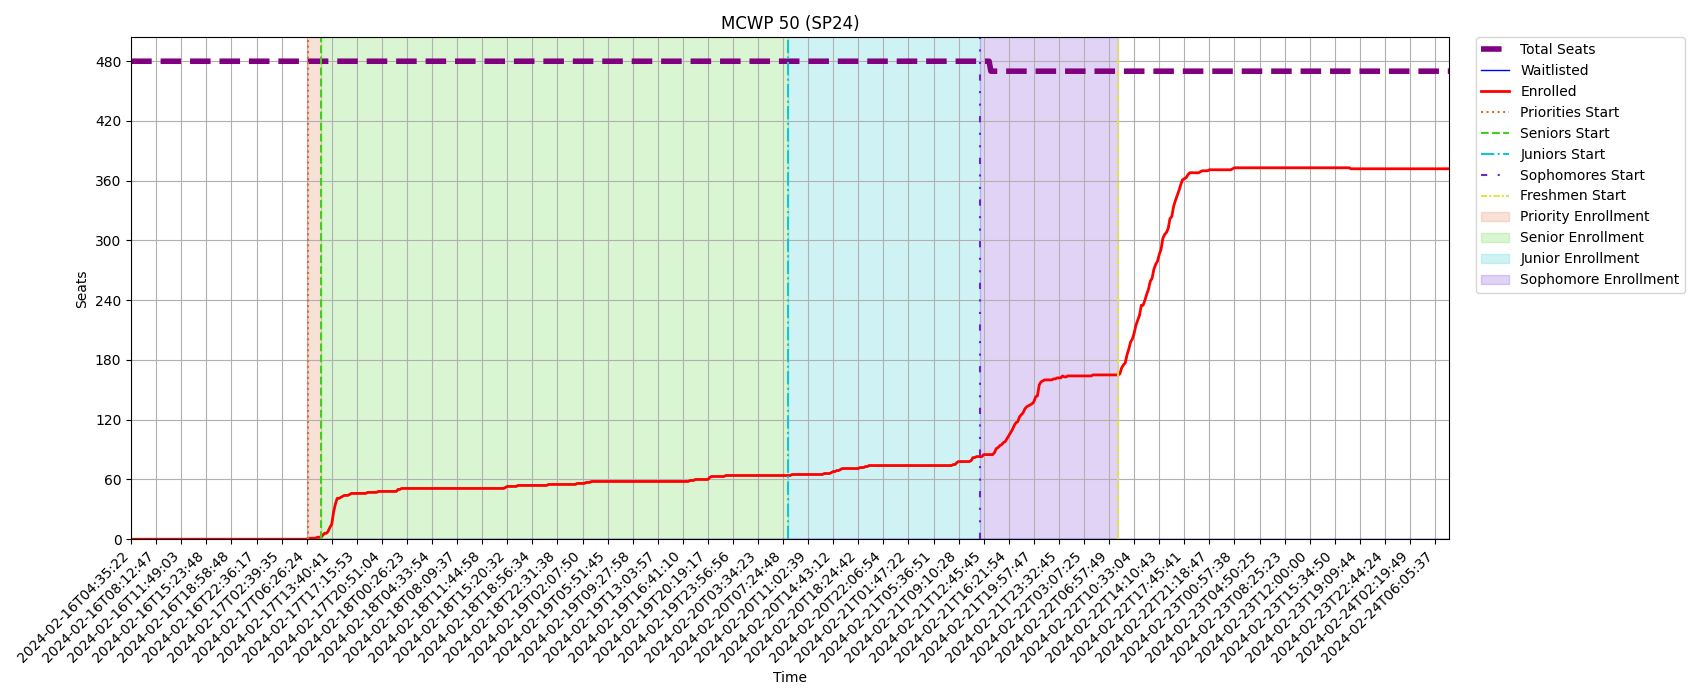 MCWP 50 (SP24)
Seats
480
420
360
300
240
180
120
60
0
2024-02-16T04:35:22
2024-02-16T08:12:47
2024-02-16T11:49:03
2024-02-16T15:23:48
2024-02-16T18:58:48
2024-02-16T22:36:17
2024-02-17T02:39:35
2024-02-17T06:26:24
2024-02-17T13:40:41
2024-02-17T17:15:53
2024-02-17T20:51:04
2024-02-18T00:26:23
2024-02-18T04:33:54
2024-02-18T08:09:37
2024-02-18T11:44:58
2024-02-18T15:20:32
2024-02-18T18:56:34
2024-02-18T22:31:38
2024-02-19T02:07:50
2024-02-19T05:51:45
2024-02-19T09:27:58
2024-02-19T13:03:57
2024-02-19T16:41:10
2024-02-19T20:19:17
2024-02-19T23:56:56
2024-02-20T03:34:23
2024-02-20T07:24:48
2024-02-20T11:02:39
2024-02-20T14:43:12
2024-02-20T18:24:42
2024-02-20T22:06:54
2024-02-21T01:47:22
2024-02-21T05:36:51
2024-02-21T09:10:28
2024-02-21T12:45:45
2024-02-21T16:21:54
2024-02-21T19:57:47
2024-02-21T23:32:45
2024-02-22T03:07:25
2024-02-22T06:57:49
2024-02-22T10:33:04
2024-02-22T14:10:43
2024-02-22T17:45:41
2024-02-22T21:18:47
2024-02-23T00:57:38
2024-02-23T04:50:25
2024-02-23T08:25:23
2024-02-23T12:00:00
2024-02-23T15:34:50
2024-02-23T19:09:44
2024-02-23T22:44:24
2024-02-24T02:19:49
2024-02-24T06:05:37
Time
Total Seats
Waitlisted
Enrolled
Priorities Start
Seniors Start
Juniors Start
Sophomores Start
Freshmen Start
Priority Enrollment
Senior Enrollment
Junior Enrollment
Sophomore Enrollment